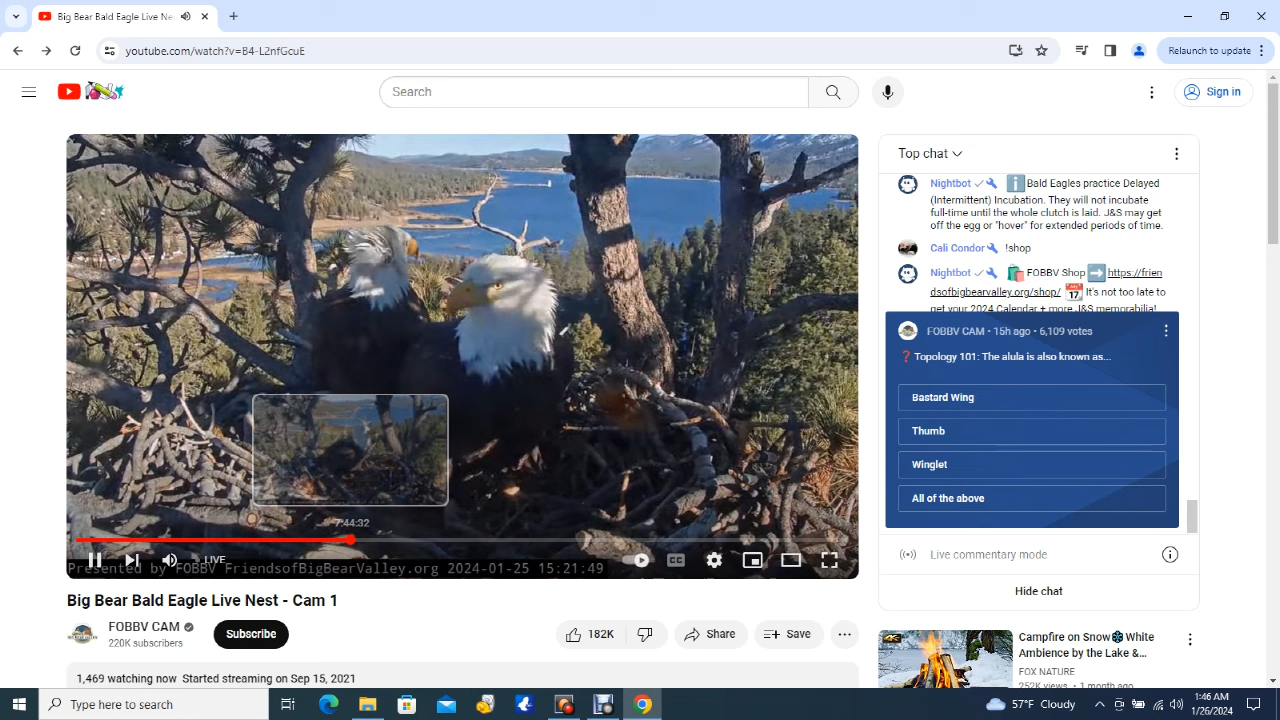 Big Bear Bald Eagle Live Ne
youtube.com/watch?v=B4-L2nfGcuE
Relaunch to update
Search
Sign in
Top chat
Nightbot Bald Eagles practice Delayed
(Intermittent) Incubation. They will not incubate
full-time until the whole clutch is laid. J&S may get
off the egg or "hover" for extended periods of time.
Cali Condor !shop
Nightbot FOBBV Shop https://frien
dsofbigbearvalley.org/shop/ It's not too late to
get your 2024 Calendar + more J&S memorabilia!
FOBBV CAM • 15h ago • 6,109 votes
❓Topology 101: The alula is also known as...
Bastard Wing
Thumb
Winglet
All of the above
Live commentary mode
Hide chat
7:44:32
LIVE
CC
Presented by FOBBV FriendsofBigBearValley.org 2024-01-25 15:21:49
Big Bear Bald Eagle Live Nest - Cam 1
FOBBV CAM
220K subscribers
Subscribe
182K
Share
Save
1,469 watching now Started streaming on Sep 15, 2021
4K
Campfire on Snow❄️White
Ambience by the Lake &...
FOX NATURE
252K views • 1 month ago
Type here to search
57°F Cloudy
1:46 AM
1/26/2024